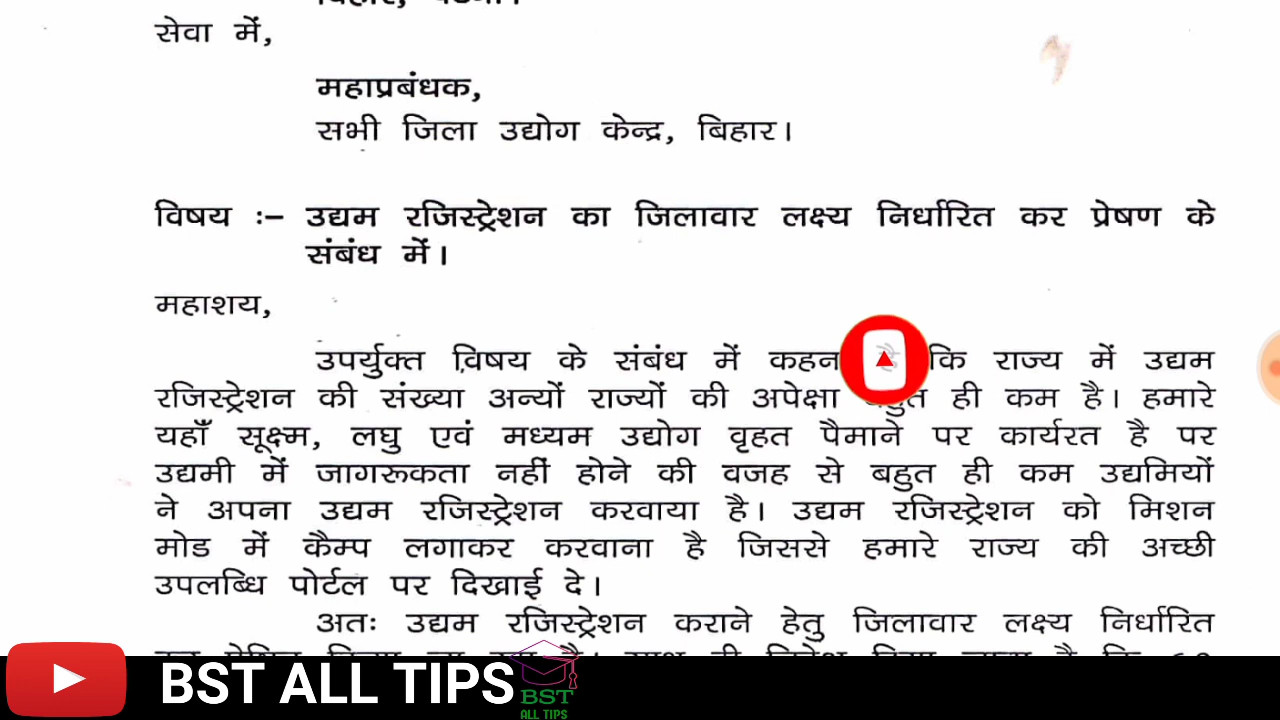 बिहार, पटना।
सेवा में,
महाप्रबंधक,
सभी जिला उद्योग केन्द्र, बिहार।
विषय :– उद्यम रजिस्ट्रेशन का जिलावार लक्ष्य निर्धारित कर प्रेषण के
संबंध में।
महाशय,
उपर्युक्त विषय के संबंध में कि राज्य में उद्यम
रजिस्ट्रेशन की संख्या अन्यों राज्यों की अपेक्षा बहुत ही कम है। हमारे
यहाँ सूक्ष्म, लघु एवं मध्यम उद्योग वृहत पैमाने पर कार्यरत है पर
उद्यमी में जागरूकता नहीं होने की वजह से बहुत ही कम उद्यमियों
ने अपना उद्यम रजिस्ट्रेशन करवाया है। उद्यम रजिस्ट्रेशन को मिशन
मोड में कैम्प लगाकर करवाना है जिससे हमारे राज्य की अच्छी
उपलब्धि पोर्टल पर दिखाई दे।
अतः उद्यम रजिस्ट्रेशन कराने हेतु जिलावार लक्ष्य निर्धारित
BST ALL TIPS
BST
ALL TIPS